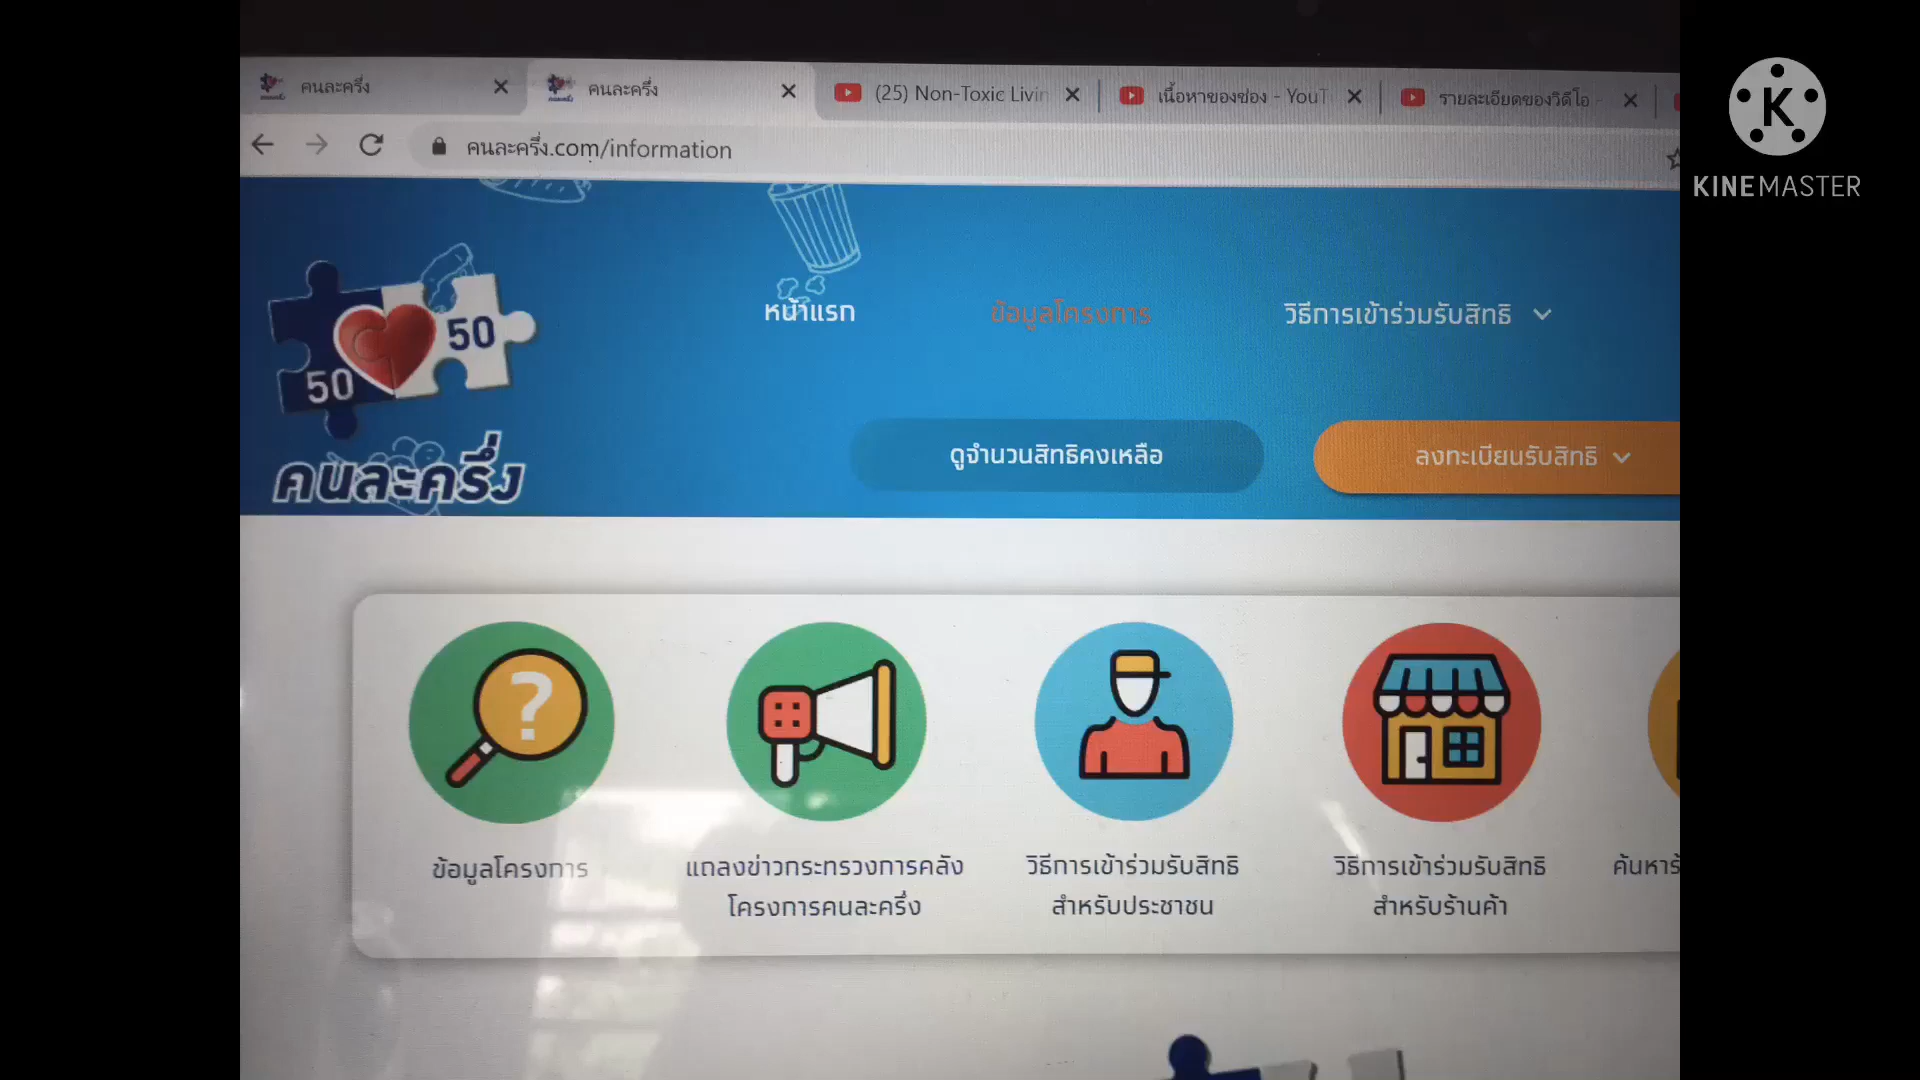 คนละครึ่ง
คนละครึ่ง
(25) Non-Toxic Livin
เนื้อหาของช่อง - YouT
รายละเอียดของวิดีโอ -
คนละครึ่ง.com/information
K
KINEMASTER
50
50
คนละครึ่ง
หน้าแรก
ข้อมูลโครงการ
วิธีการเข้าร่วมรับสิทธิ
ดูจำนวนสิทธิคงเหลือ
ลงทะเบียนรับสิทธิ
?
ข้อมูลโครงการ
แถลงข่าวกระทรวงการคลัง
โครงการคนละครึ่ง
วิธีการเข้าร่วมรับสิทธิ
สำหรับประชาชน
วิธีการเข้าร่วมรับสิทธิ
สำหรับร้านค้า
ค้นหาร้